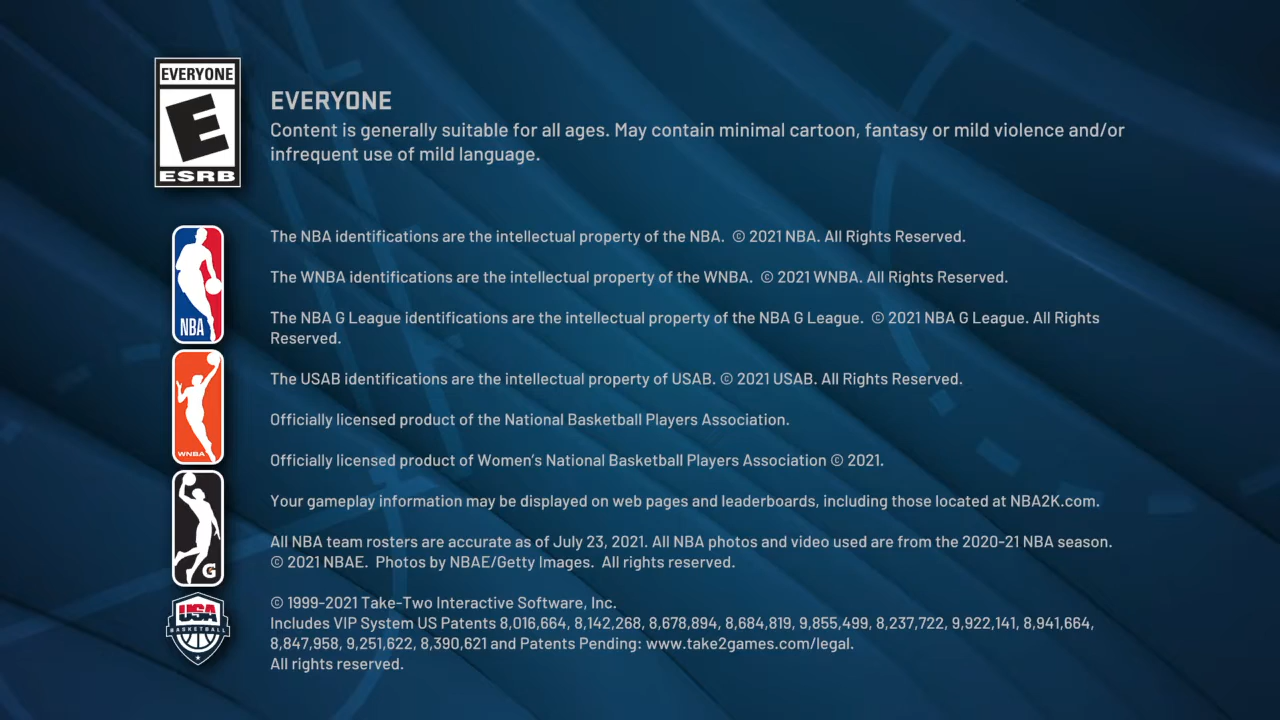 EVERYONE
E
ESRB
EVERYONE
Content is generally suitable for all ages. May contain minimal cartoon, fantasy or mild violence and/or
infrequent use of mild language.
NBA
The NBA identifications are the intellectual property of the NBA. © 2021 NBA. All Rights Reserved.
The WNBA identifications are the intellectual property of the WNBA. © 2021 WNBA. All Rights Reserved.
The NBA G League identifications are the intellectual property of the NBA G League. © 2021 NBA G League. All Rights
Reserved.
WNBA
The USAB identifications are the intellectual property of USAB. © 2021 USAB. All Rights Reserved.
Officially licensed product of the National Basketball Players Association.
Officially licensed product of Women's National Basketball Players Association © 2021.
G
Your gameplay information may be displayed on web pages and leaderboards, including those located at NBA2K.com.
All NBA team rosters are accurate as of July 23, 2021. All NBA photos and video used are from the 2020-21 NBA season.
© 2021 NBAE. Photos by NBAE/Getty Images. All rights reserved.
USA
BASKETBALL
© 1999-2021 Take-Two Interactive Software, Inc.
Includes VIP System US Patents 8,016,664, 8,142,268, 8,678,894, 8,684,819, 9,855,499, 8,237,722, 9,922,141, 8,941,664,
8,847,958, 9,251,622, 8,390,621 and Patents Pending: www.take2games.com/legal.
All rights reserved.